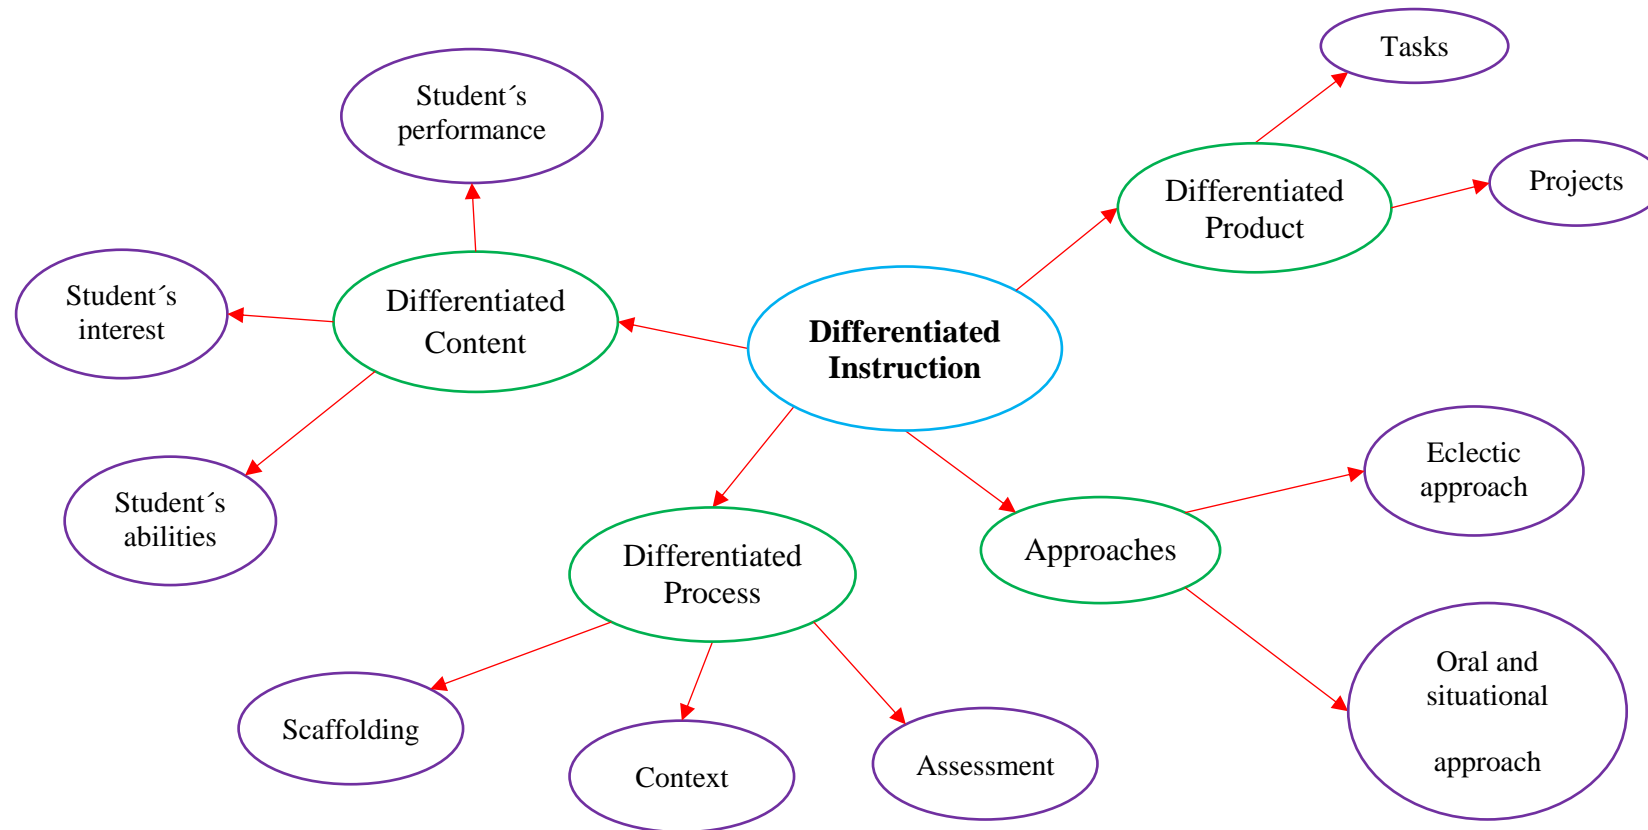 Tasks
Student´s
performance
Differentiated
Product
Projects
Student´s
interest
Differentiated
Content
Differentiated
Instruction
Eclectic
approach
Student´s
abilities
Differentiated
Process
Approaches
Oral and
situational
approach
Scaffolding
Context
Assessment